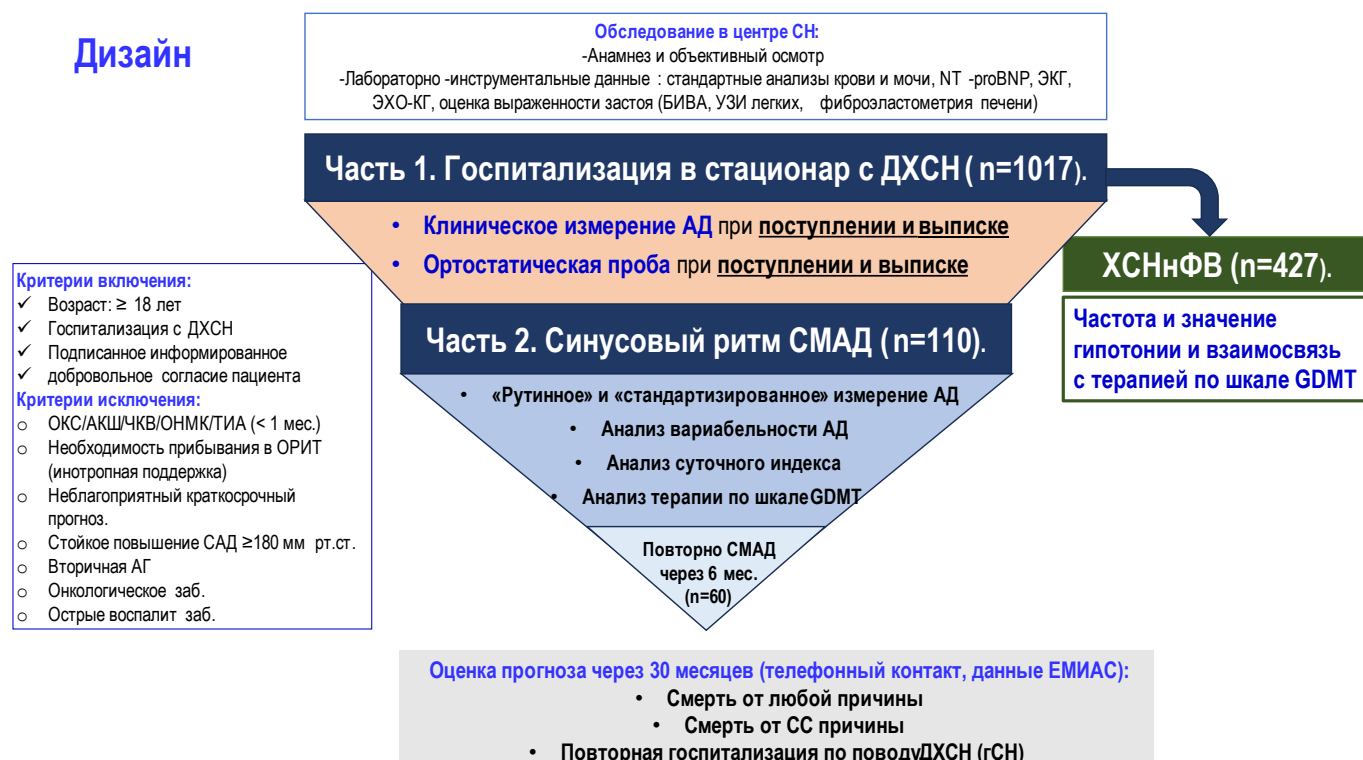 Дизайн
Обследование в центре СН:
-Анамнез и объективный осмотр
-Лабораторно -инструментальные данные : стандартные анализы крови и мочи, NT -proBNP, ЭКГ,
ЭХО-КГ, оценка выраженности застоя (БИВА, УЗИ легких, фиброэластометрия печени)
Часть 1. Госпитализация в стационар с ДХСН ( n=1017).
• Клиническое измерение АД при поступлении и выписке
• Ортостатическая проба при поступлении и выписке
ХСНнФВ (n=427).
Частота и значение
гипотонии и взаимосвязь
с терапией по шкале GDMT
Критерии включения:
✓ Возраст: ≥ 18 лет
✓ Госпитализация с ДХСН
✓ Подписанное информированное
✓ добровольное согласие пациента
Критерии исключения:
o ОКС/АКШ/ЧКВ/ОНМК/ТИА (< 1 мес.)
o Необходимость прибывания в ОРИТ
(инотропная поддержка)
o Неблагоприятный краткосрочный
прогноз.
o Стойкое повышение САД ≥180 мм рт.ст.
o Вторичная АГ
o Онкологическое заб.
o Острые воспалит заб.
Часть 2. Синусовый ритм СМАД ( n=110).
• «Рутинное» и «стандартизированное» измерение АД
• Анализ вариабельности АД
• Анализ суточного индекса
• Анализ терапии по шкале GDMT
Повторно СМАД
через 6 мес.
(n=60)
Оценка прогноза через 30 месяцев (телефонный контакт, данные ЕМИАС):
• Смерть от любой причины
• Смерть от СС причины
• Повторная госпитализация по поводу ДХСН (гСН)